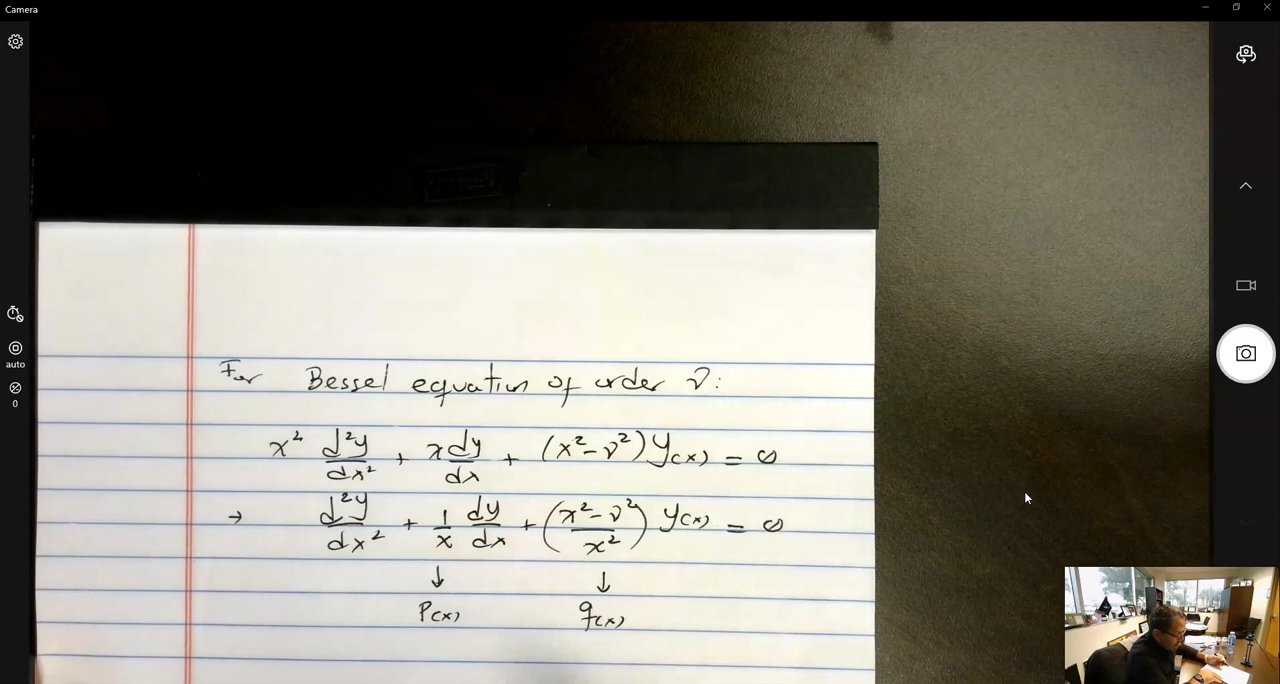 Camera
auto
0
For Bessel equation of order ν:
x² d²y/dx² + x dy/dx + (x² - ν²) y(x) = 0
→ d²y/dx² + 1/x dy/dx + ((x² - ν²)/x²) y(x) = 0
↓ ↓
P(x) q(x)